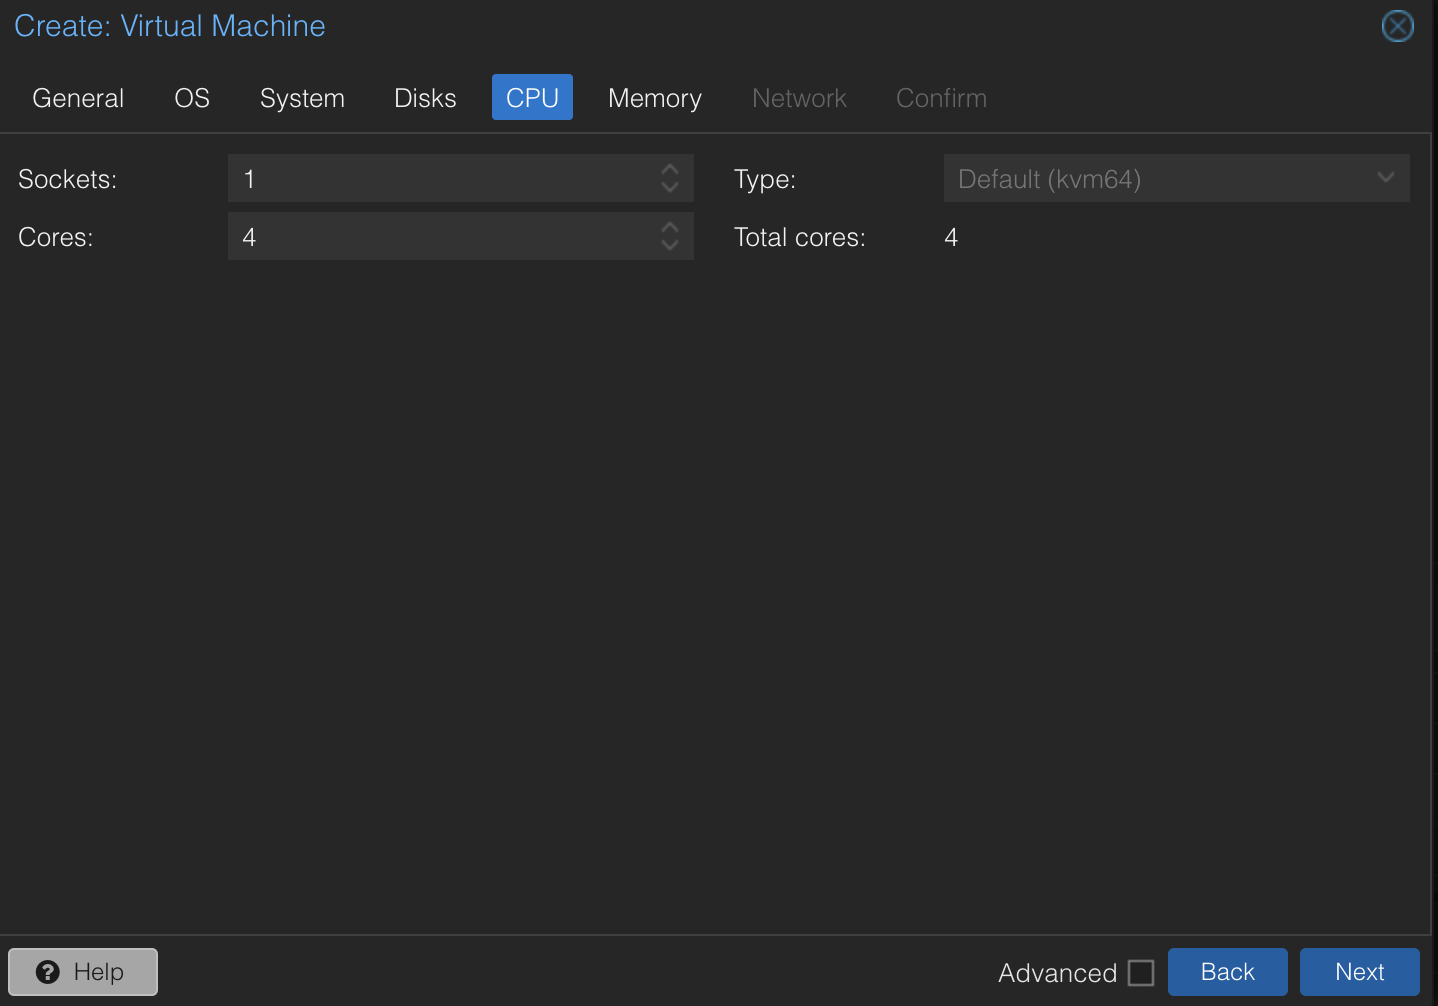 Create: Virtual Machine
General OS System Disks CPU Memory Network Confirm
Sockets: 1 Type: Default (kvm64)
Cores: 4 Total cores: 4
Help Advanced Back Next